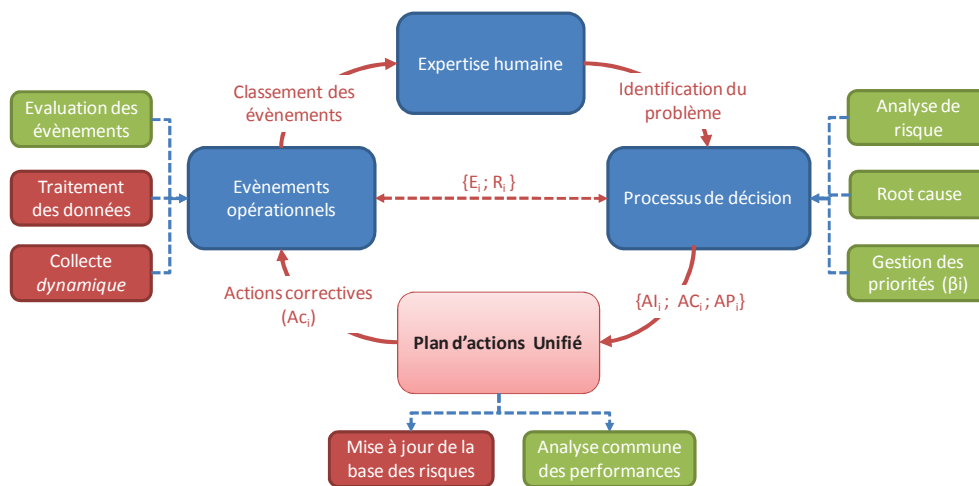 Expertise humaine
Classement des
évènements
Identification du
problème
Evaluation des
évènements
Traitement
des données
Collecte
dynamique
Evènements
opérationnels
{Ei ; Ri }
Processus de décision
Analyse de
risque
Root cause
Gestion des
priorités (βi)
Actions correctives
(Aci)
{AIi ; ACi ; APi}
Plan d’actions Unifié
Mise à jour de la
base des risques
Analyse commune
des performances